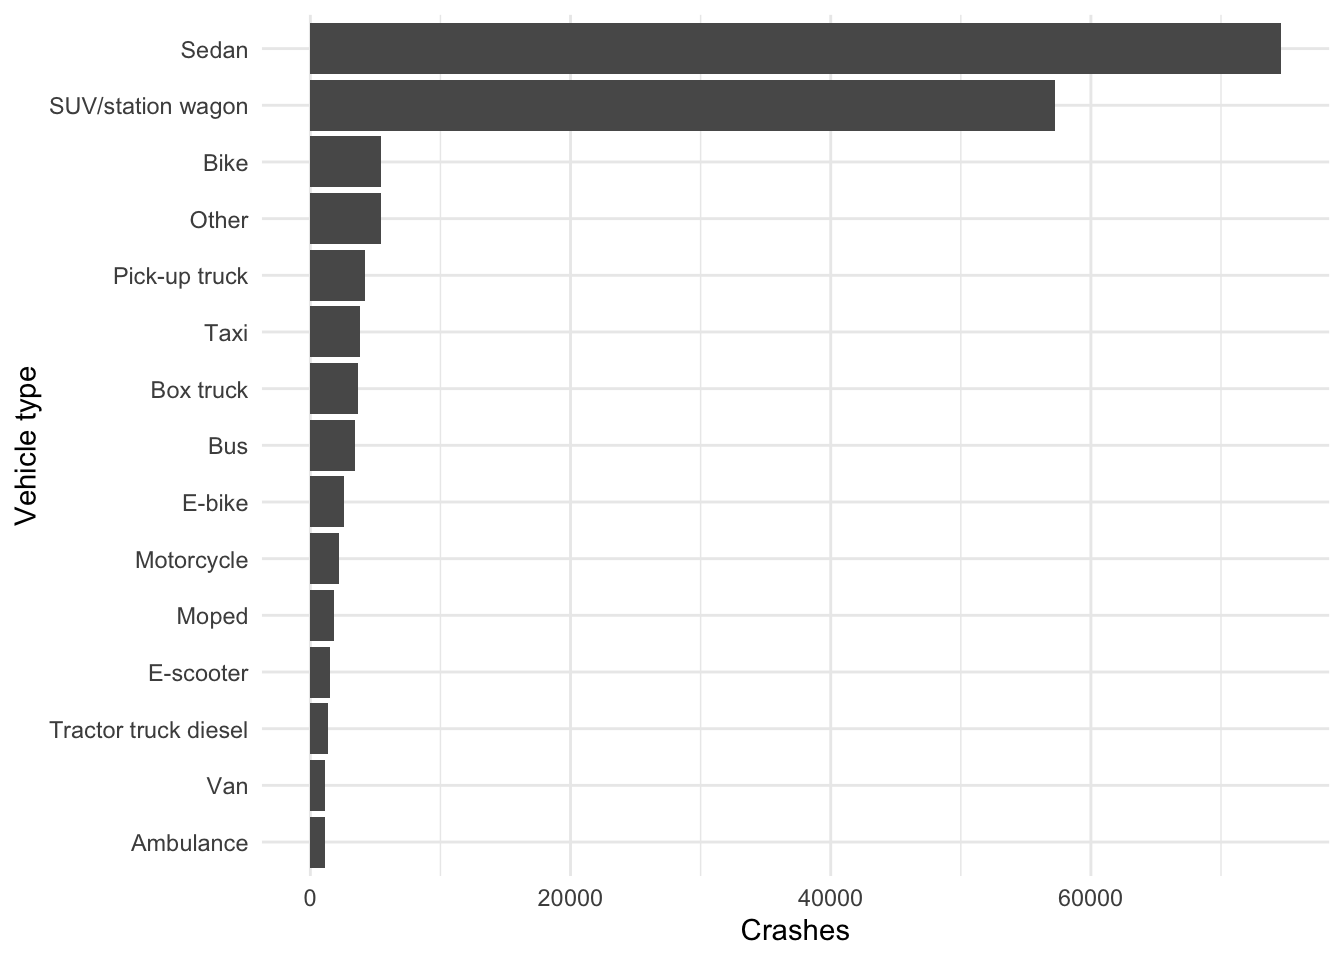 Sedan
SUV/station wagon
Bike
Other
Pick-up truck
Taxi
Box truck
Bus
E-bike
Motorcycle
Moped
E-scooter
Tractor truck diesel
Van
Ambulance
Vehicle type
0 20000 40000 60000
Crashes